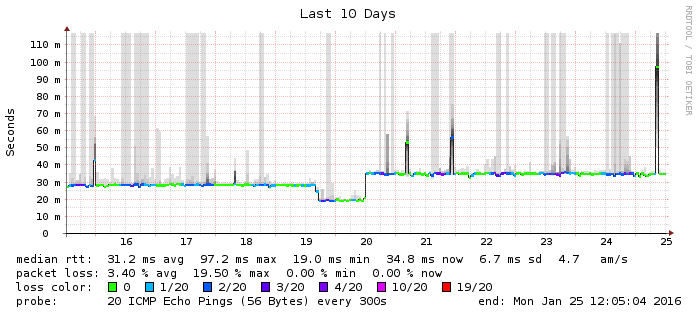 Last 10 Days
RRDTOOL / TOBI OETIKER
Seconds
110 m
100 m
90 m
80 m
70 m
60 m
50 m
40 m
30 m
20 m
10 m
0
16 17 18 19 20 21 22 23 24 25
median rtt: 31.2 ms avg 97.2 ms max 19.0 ms min 34.8 ms now 6.7 ms sd 4.7 am/s
packet loss: 3.40 % avg 19.50 % max 0.00 % min 0.00 % now
loss color: 0 1/20 2/20 3/20 4/20 10/20 19/20
probe: 20 ICMP Echo Pings (56 Bytes) every 300s end: Mon Jan 25 12:05:04 2016